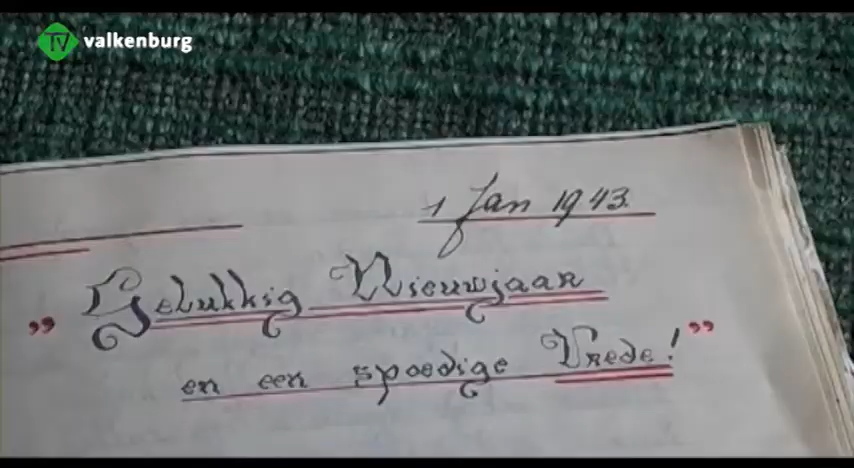 TV valkenburg
1 Jan 1943.
„ Gelukkig Nieuwjaar
en een spoedige Vrede! ”